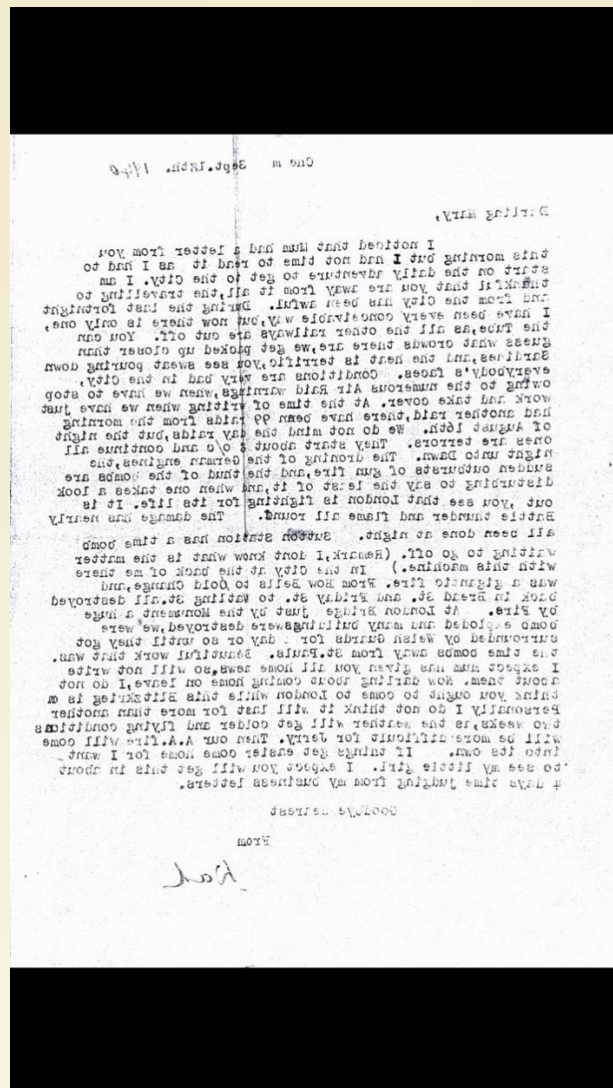 One m Sept.18th. 1940
Darling Mary,
I noticed that Mum had a letter from you
this morning but I had not time to read it as I had to
start on the daily adventure to get to the City. I am
thankful that you are away from it all,the travelling to
and from the City has been awful. During the last fortnight
I have been every conceivable way,but now there is only one,
the Tube,as all the other railways are cut off. You can
guess what crowds there are,we get packed up closer than
Sardines,and the heat is terrific,you see sweat pouring down
everybody's faces. Conditions are very bad in the City,
owing to the numerous Air Raid warnings,when we have to stop
work and take cover. At the time of writing when we have just
had another raid,there have been 99 raids from the morning
of August 16th. We do not mind the day raids,but the night
ones are terrors. They start about 8 o/c and continue all
night unto Dawn. The droning of the German engines,the
sudden outbursts of gun fire,and the thud of the bombs are
disturbing to say the least of it,and when one takes a look
out ,you see that London is fighting for its life. It is
Battle thunder and flame all round. The damage has nearly
all been done at night. Sutton Station has a time bomb
waiting to go off. (Remark,I dont know what is the matter
with this machine.) In the City at the back of me there
was a gigantic fire. From Bow Bells to Old Change,and
back in Bread St. and Friday St. to Watling St.all destroyed
by Fire. At London Bridge just by the Monument a huge
bomb exploded and many bullingswere destroyed,we were
surrounded by Welsh Guards for a day or so until they got
the time bombs away from St.Pauls. Beautiful work that was.
I expect Mum has given you all home news,so will not write
about them. Now darling about coming home on leave,I do not
think you ought to come to London while this Blitzkrieg is on
Personally I do not think it will last for more than another
two weeks,as the weather will get colder and flying conditions
will be more difficult for Jerry. Then our A.A.fire will come
into its own. If things get easier come home for I want
to see my little girl. I expect you will get this in about
4 days time judging from my business letters.
Goodbye dearest
From
Dad